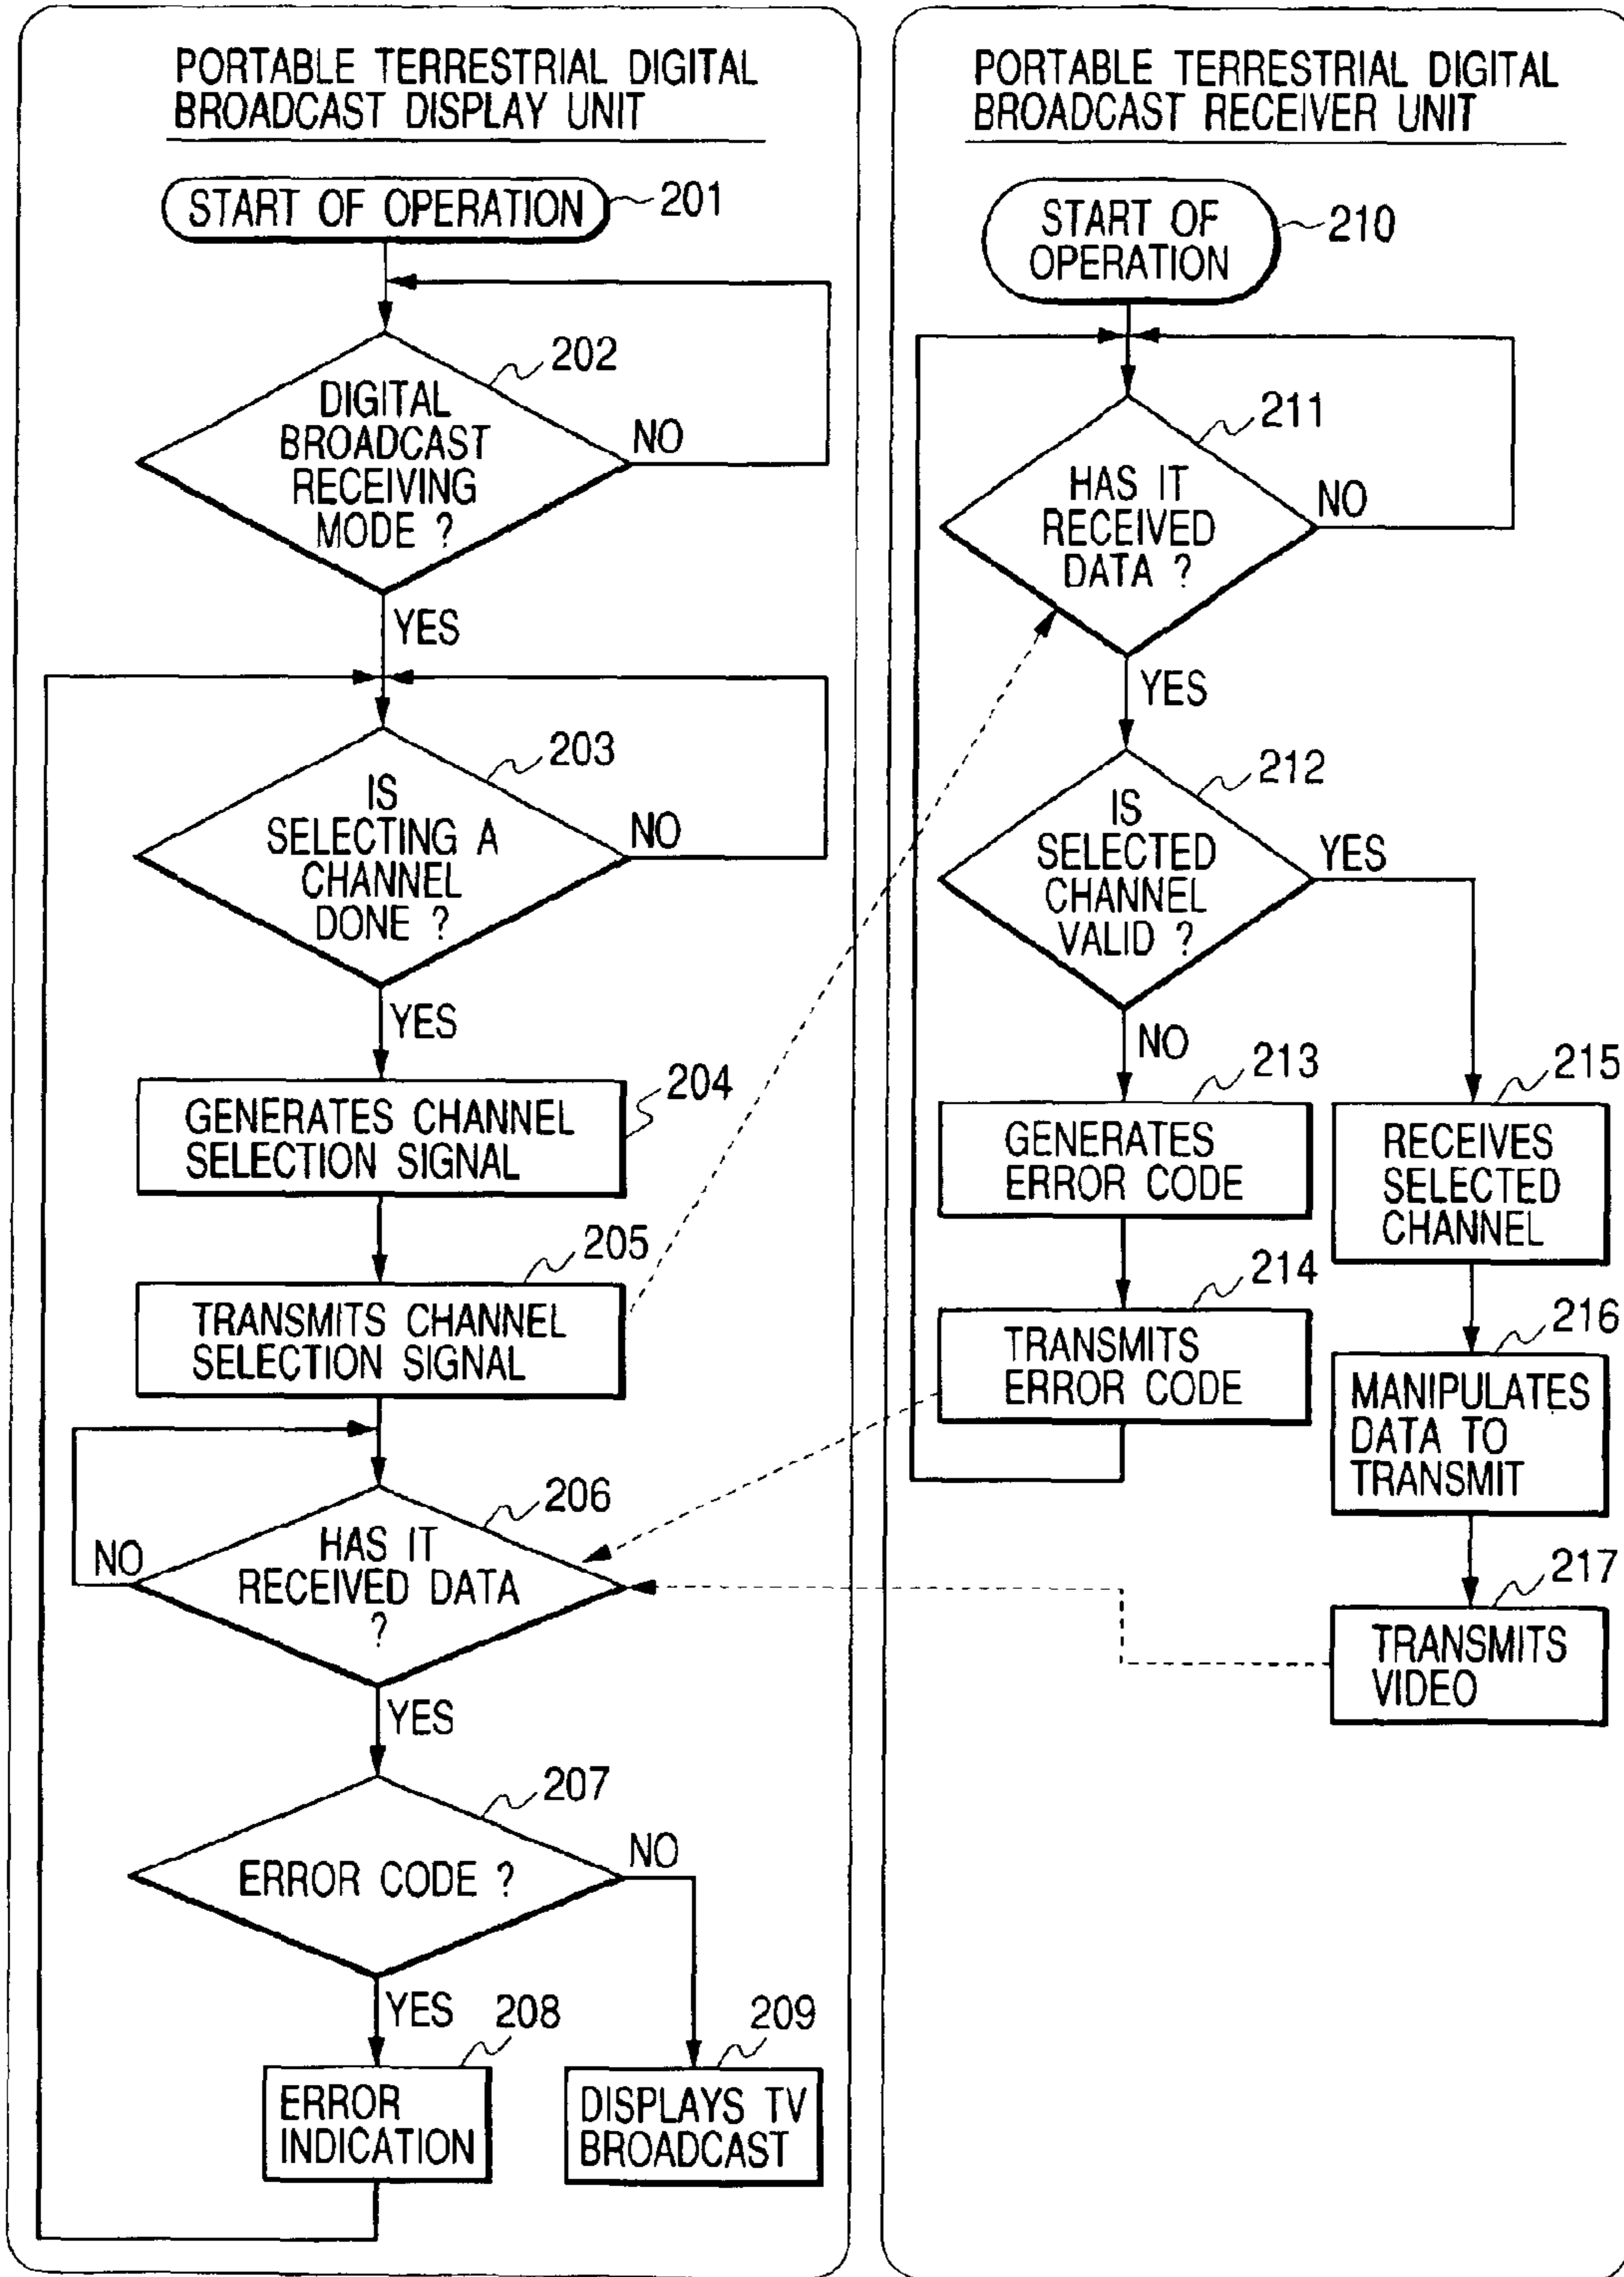 PORTABLE TERRESTRIAL DIGITAL
BROADCAST DISPLAY UNIT
START OF OPERATION
201
202
DIGITAL
BROADCAST
RECEIVING
MODE ?
NO
YES
203
IS
SELECTING A
CHANNEL
DONE ?
NO
YES
204
GENERATES CHANNEL
SELECTION SIGNAL
205
TRANSMITS CHANNEL
SELECTION SIGNAL
206
HAS IT
RECEIVED DATA
?
NO
YES
207
ERROR CODE ?
NO
YES
208
ERROR
INDICATION
209
DISPLAYS TV
BROADCAST
PORTABLE TERRESTRIAL DIGITAL
BROADCAST RECEIVER UNIT
START OF
OPERATION
210
211
HAS IT
RECEIVED
DATA ?
NO
YES
212
IS
SELECTED
CHANNEL
VALID ?
YES
NO
213
GENERATES
ERROR CODE
214
TRANSMITS
ERROR CODE
215
RECEIVES
SELECTED
CHANNEL
216
MANIPULATES
DATA TO
TRANSMIT
217
TRANSMITS
VIDEO